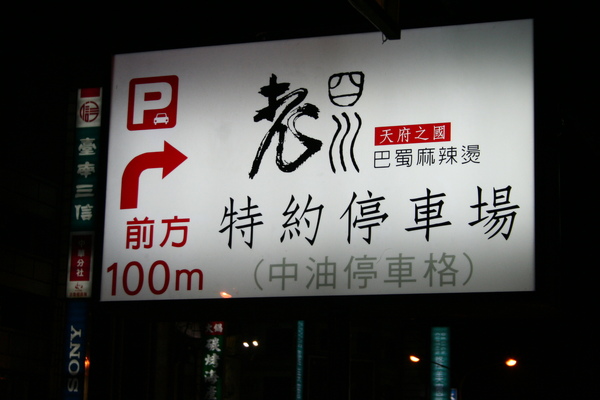 P
老四川
天府之國
巴蜀麻辣燙
前方
100m
特約停車場
（中油停車格）
臺中三信
SONY